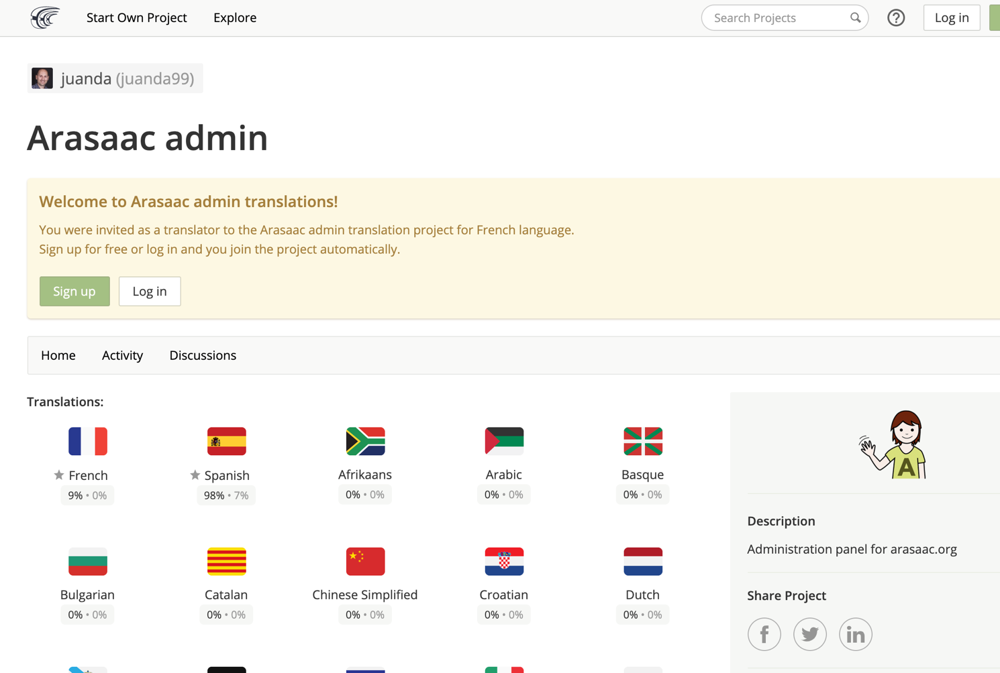 Start Own Project
Explore
Search Projects
Log in
juanda (juanda99)
Arasaac admin
Welcome to Arasaac admin translations!
You were invited as a translator to the Arasaac admin translation project for French language.
Sign up for free or log in and you join the project automatically.
Sign up
Log in
Home
Activity
Discussions
Translations:
French
9% • 0%
Spanish
98% • 7%
Afrikaans
0% • 0%
Arabic
0% • 0%
Basque
0% • 0%
Bulgarian
0% • 0%
Catalan
0% • 0%
Chinese Simplified
0% • 0%
Croatian
0% • 0%
Dutch
0% • 0%
A
Description
Administration panel for arasaac.org
Share Project